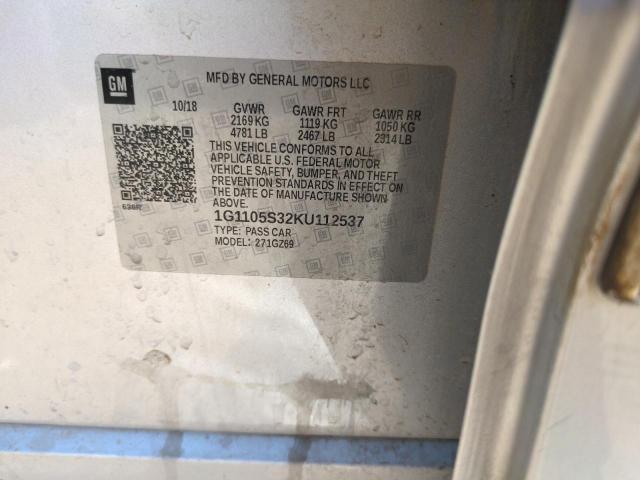 GM
MFD BY GENERAL MOTORS LLC
10/18 GVWR GAWR FRT GAWR RR
2169 KG 1119 KG 1050 KG
4781 LB 2467 LB 2314 LB
THIS VEHICLE CONFORMS TO ALL
APPLICABLE U.S. FEDERAL MOTOR
VEHICLE SAFETY, BUMPER, AND THEFT
PREVENTION STANDARDS IN EFFECT ON
THE DATE OF MANUFACTURE SHOWN
ABOVE.
1G1105S32KU112537
TYPE: PASS CAR
MODEL: 271GZ69